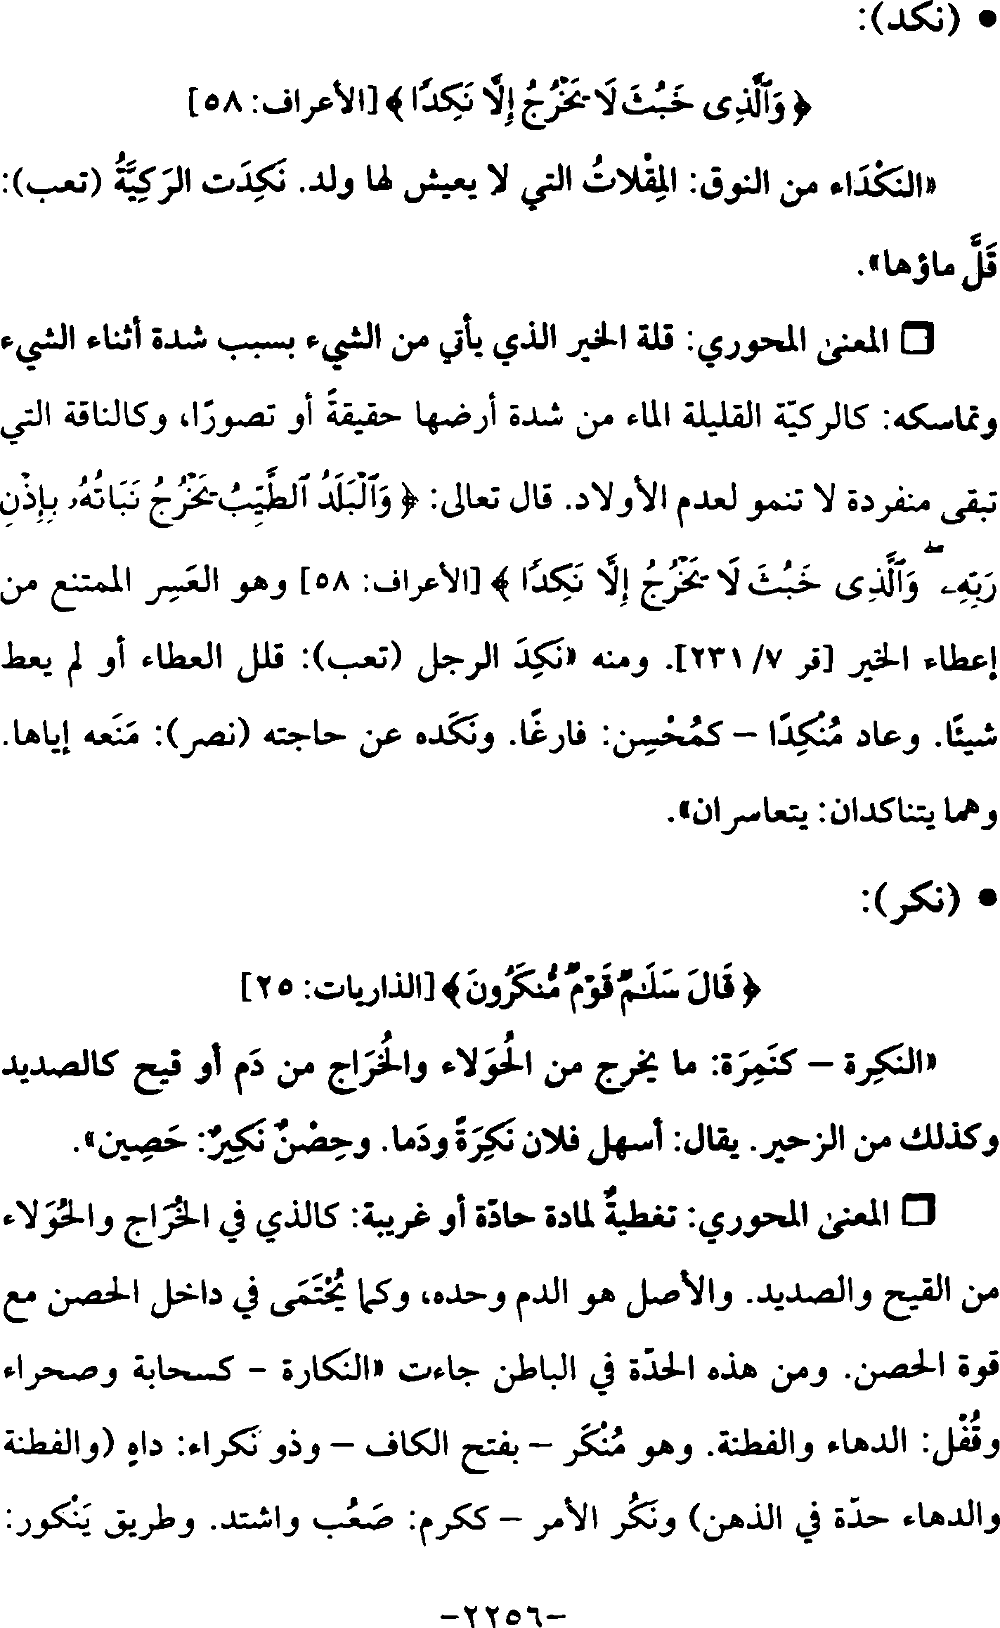 • (نكد):
﴿ وَٱلَّذِى خَبُثَ لَا يَخْرُجُ إِلَّا نَكِدًا ﴾ [الأعراف: ٥٨]
«النَكْدَاء من النوق: المِقْلاتُ التي لا يعيش لها ولد. نَكِدَت الرَكِيَّةُ (تعب):
قَلَّ ماؤها».
❒ المعنىٰ المحوري: قلة الخير الذي يأتي من الشيء بسبب شدة أثناء الشيء
وتماسكه: كالركيّة القليلة الماء من شدة أرضها حقيقةً أو تصورًا، وكالناقة التي
تبقى منفردة لا تنمو لعدم الأولاد. قال تعالى: ﴿ وَٱلْبَلَدُ ٱلطَّيِّبُ يَخْرُجُ نَبَاتُهُۥ بِإِذْنِ
رَبِّهِۦ ۖ وَٱلَّذِى خَبُثَ لَا يَخْرُجُ إِلَّا نَكِدًا ﴾ [الأعراف: ٥٨] وهو العَسِر الممتنع من
إعطاء الخير [قر ٧/ ٢٣١]. ومنه «نَكِدَ الرجل (تعب): قلل العطاء أو لم يعط
شيئًا. وعاد مُنْكِدًا – كمُحْسِن: فارغًا. ونَكَده عن حاجته (نصر): مَنَعه إياها.
وهما يتناكدان: يتعاسران».
• (نكر):
﴿ قَالَ سَلَٰمٌ قَوْمٌ مُّنكَرُونَ ﴾ [الذاريات: ٢٥]
«النَكِرة – كنَمِرَة: ما يخرج من الحُوَلاء والخُرَاج من دَم أو قيح كالصديد
وكذلك من الزحير. يقال: أسهل فلان نَكِرَةً ودَما. وحِصْنٌ نَكِيرٌ: حَصِين».
❒ المعنىٰ المحوري: تغطيةٌ لمادة حادّة أو غريبة: كالذي في الخُرَاج والحُوَلاء
من القيح والصديد. والأصل هو الدم وحده، وكما يُحْتَمَى في داخل الحصن مع
قوة الحصن. ومن هذه الحدّة في الباطن جاءت «النَكارة – كسحابة وصحراء
وقُفْل: الدهاء والفطنة. وهو مُنْكَر – بفتح الكاف – وذو نَكراء: داهٍ (والفطنة
والدهاء حدّة في الذهن) ونَكُر الأمر – ككرم: صَعُب واشتد. وطريق يَنْكور:
-٢٢٥٦-